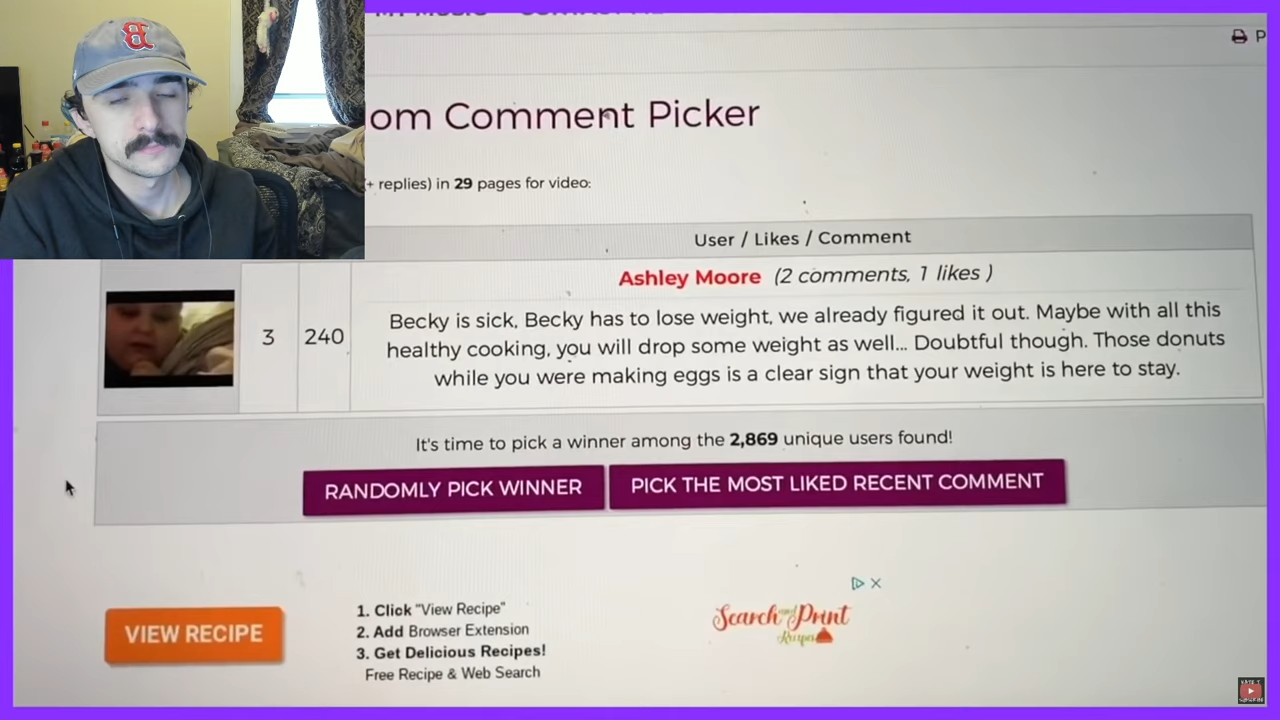 om Comment Picker
+ replies) in 29 pages for video:
User / Likes / Comment
Ashley Moore (2 comments, 1 likes )
3
240
Becky is sick, Becky has to lose weight, we already figured it out. Maybe with all this
healthy cooking, you will drop some weight as well... Doubtful though. Those donuts
while you were making eggs is a clear sign that your weight is here to stay.
It's time to pick a winner among the 2,869 unique users found!
RANDOMLY PICK WINNER
PICK THE MOST LIKED RECENT COMMENT
VIEW RECIPE
1. Click "View Recipe"
2. Add Browser Extension
3. Get Delicious Recipes!
Free Recipe & Web Search
Search and Print
Recipes